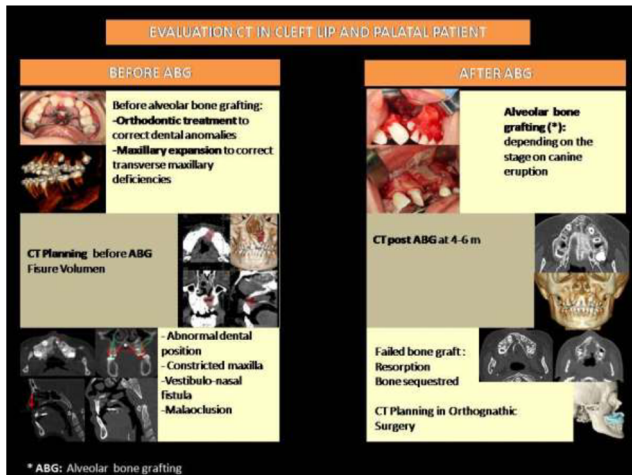 EVALUATION CT IN CLEFT LIP AND PALATAL PATIENT
BEFORE ABG
Before alveolar bone grafting:
-Orthodontic treatment to
correct dental anomalies
-Maxillary expansion to correct
transverse maxillary
deficiencies
CT Planning before ABG
Fisure Volumen
- Abnormal dental
position
- Constricted maxilla
-Vestibulo-nasal
fistula
-Malaoclusion
AFTER ABG
Alveolar bone
grafting (*):
depending on the
stage on canine
eruption
CT post ABG at 4-6 m
Failed bone graft :
Resorption
Bone sequestred
CT Planning in Orthognathic
Surgery
* ABG: Alveolar bone grafting